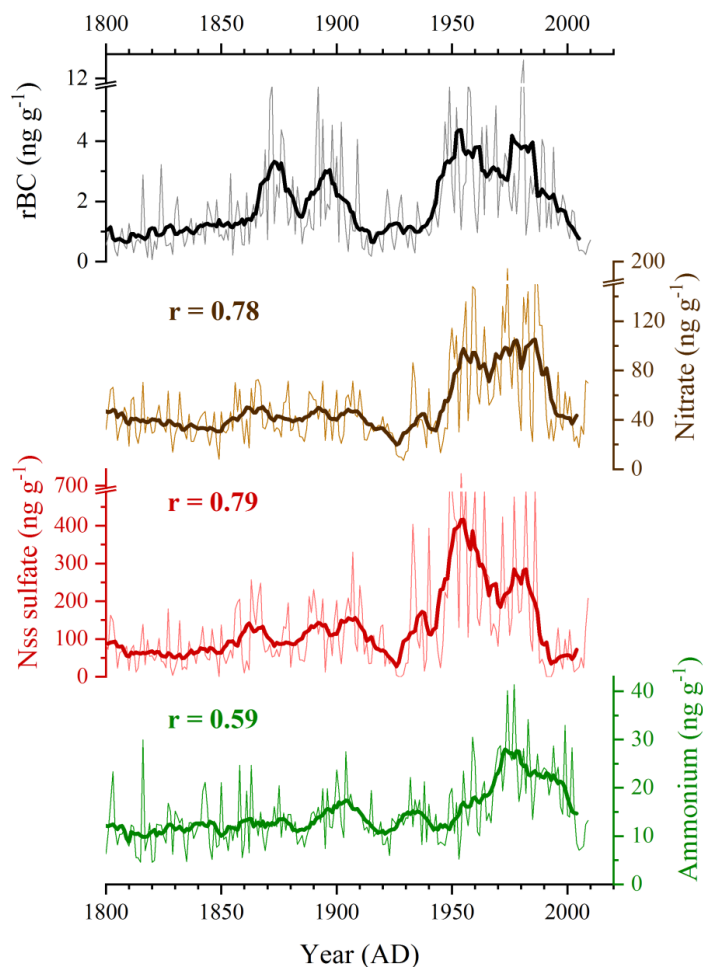 1800 1850 1900 1950 2000
12
4
2
0
rBC (ng g⁻¹)
200
120
80
40
0
Nitrate (ng g⁻¹)
r = 0.78
700
400
300
200
100
0
Nss sulfate (ng g⁻¹)
r = 0.79
40
30
20
10
0
Ammonium (ng g⁻¹)
r = 0.59
1800 1850 1900 1950 2000
Year (AD)